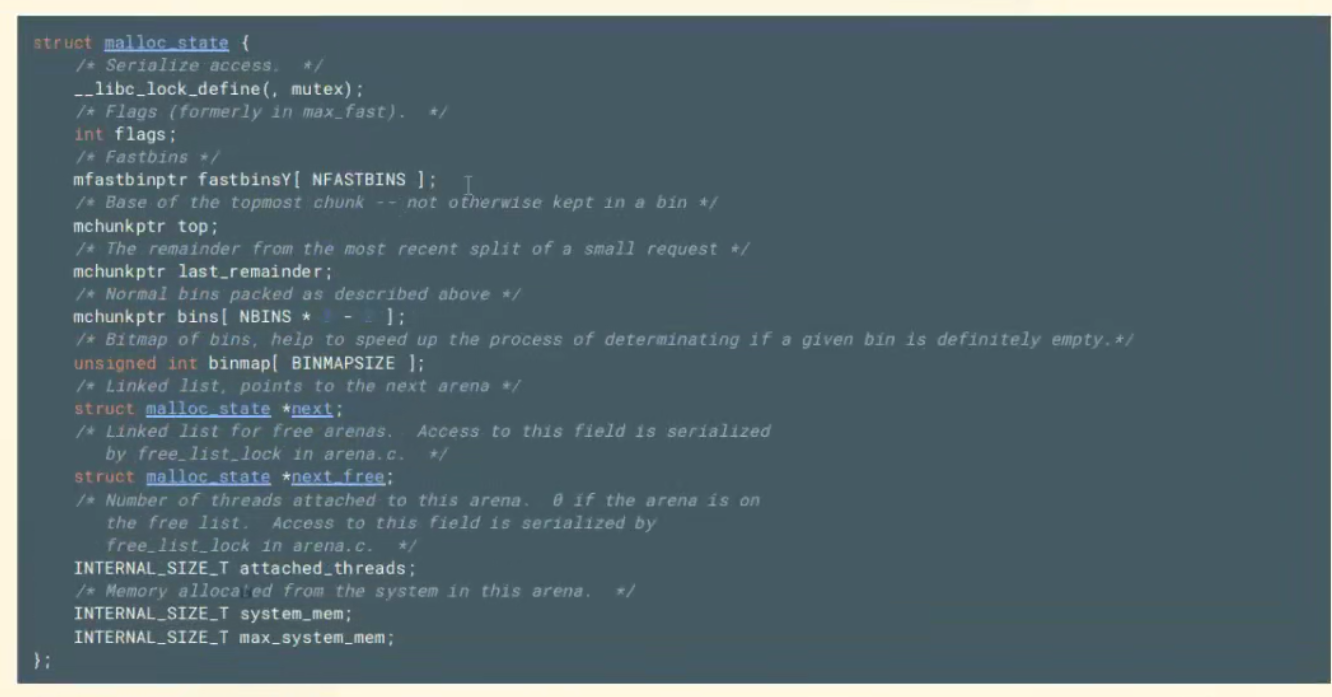 struct malloc_state {
/* Serialize access.  */
__libc_lock_define(, mutex);
/* Flags (formerly in max_fast).  */
int flags;
/* Fastbins */
mfastbinptr fastbinsY[ NFASTBINS ];
/* Base of the topmost chunk -- not otherwise kept in a bin */
mchunkptr top;
/* The remainder from the most recent split of a small request */
mchunkptr last_remainder;
/* Normal bins packed as described above */
mchunkptr bins[ NBINS * - ];
/* Bitmap of bins, help to speed up the process of determinating if a given bin is definitely empty.*/
unsigned int binmap[ BINMAPSIZE ];
/* Linked list, points to the next arena */
struct malloc_state *next;
/* Linked list for free arenas.  Access to this field is serialized
by free_list_lock in arena.c.  */
struct malloc_state *next_free;
/* Number of threads attached to this arena.  0 if the arena is on
the free list.  Access to this field is serialized by
free_list_lock in arena.c.  */
INTERNAL_SIZE_T attached_threads;
/* Memory allocated from the system in this arena.  */
INTERNAL_SIZE_T system_mem;
INTERNAL_SIZE_T max_system_mem;
};